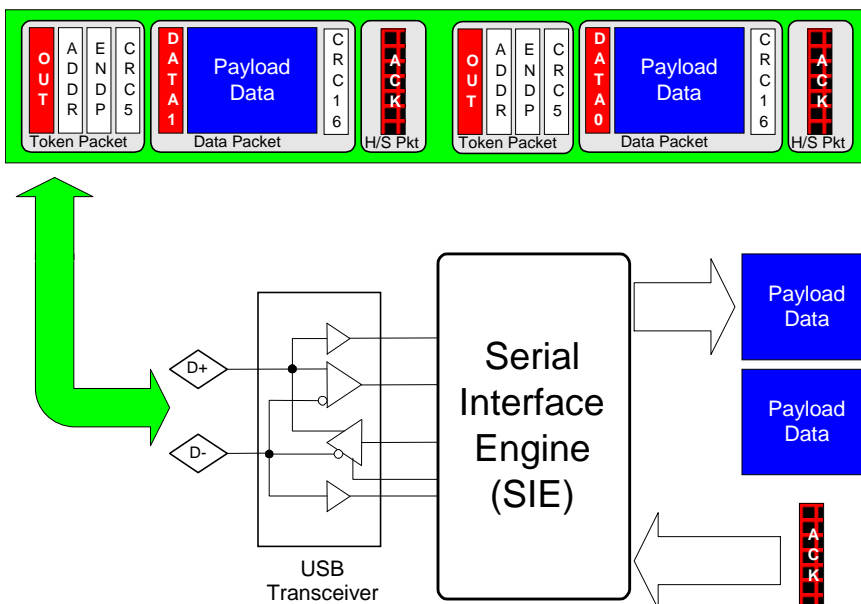 OUT
ADDR
ENDP
CRC5
Token Packet
DATA1
Payload
Data
CRC16
Data Packet
ACK
H/S Pkt
OUT
ADDR
ENDP
CRC5
Token Packet
DATA0
Payload
Data
CRC16
Data Packet
ACK
H/S Pkt
D+
D-
USB
Transceiver
Serial
Interface
Engine
(SIE)
Payload
Data
Payload
Data
ACK